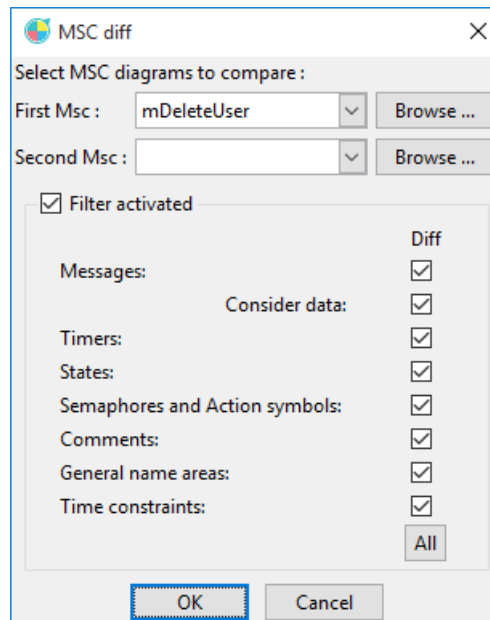 MSC diff
Select MSC diagrams to compare :
First Msc : mDeleteUser Browse ...
Second Msc : Browse ...
Filter activated
Diff
Messages:
Consider data:
Timers:
States:
Semaphores and Action symbols:
Comments:
General name areas:
Time constraints:
All
OK Cancel